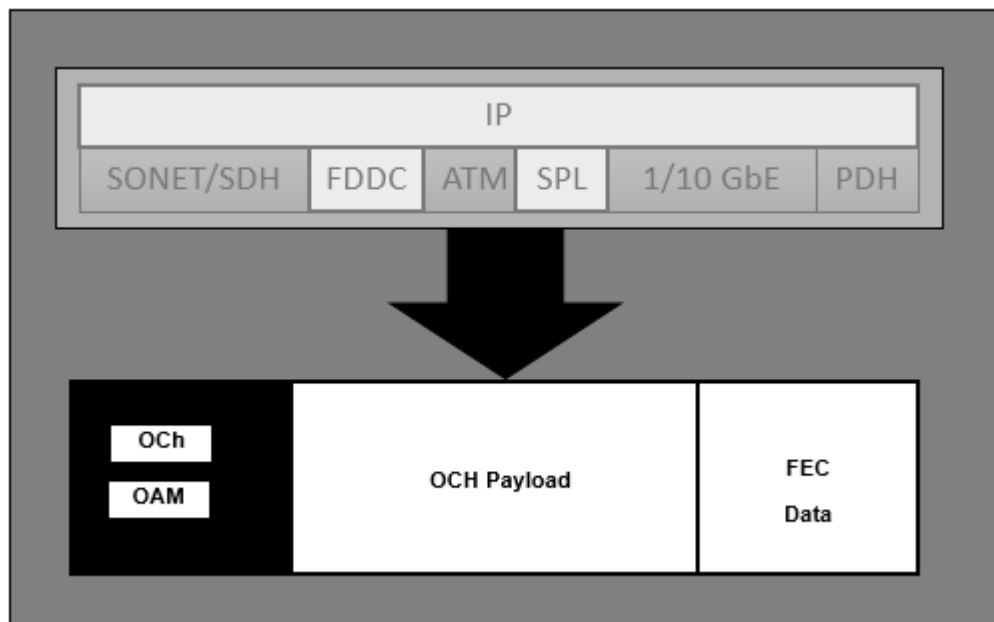 IP
SONET/SDH FDDC ATM SPL 1/10 GbE PDH
OCh
OAM
OCH Payload
FEC
Data